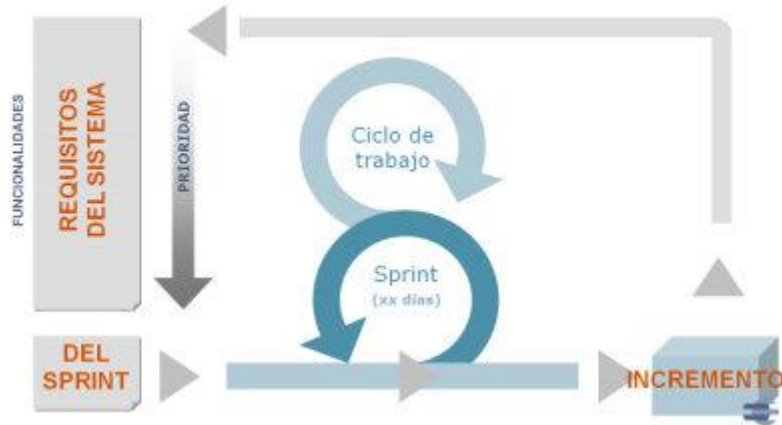 FUNCIONALIDADES
REQUISITOS
DEL SISTEMA
PRIORIDAD
Ciclo de
trabajo
Sprint
(xx días)
DEL
SPRINT
INCREMENTO